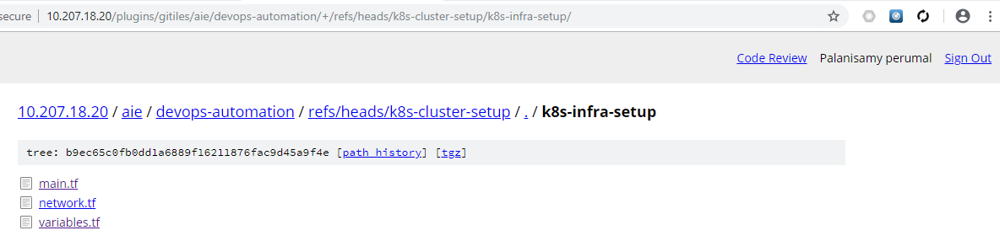 ecure 10.207.18.20/plugins/gitiles/aie/devops-automation/+/refs/heads/k8s-cluster-setup/k8s-infra-setup/
Code Review Palanisamy perumal Sign Out
10.207.18.20 / aie / devops-automation / refs/heads/k8s-cluster-setup / . / k8s-infra-setup
tree: b9ec65c0fb0dd1a6889f16211876fac9d45a9f4e [path history] [tgz]
main.tf
network.tf
variables.tf